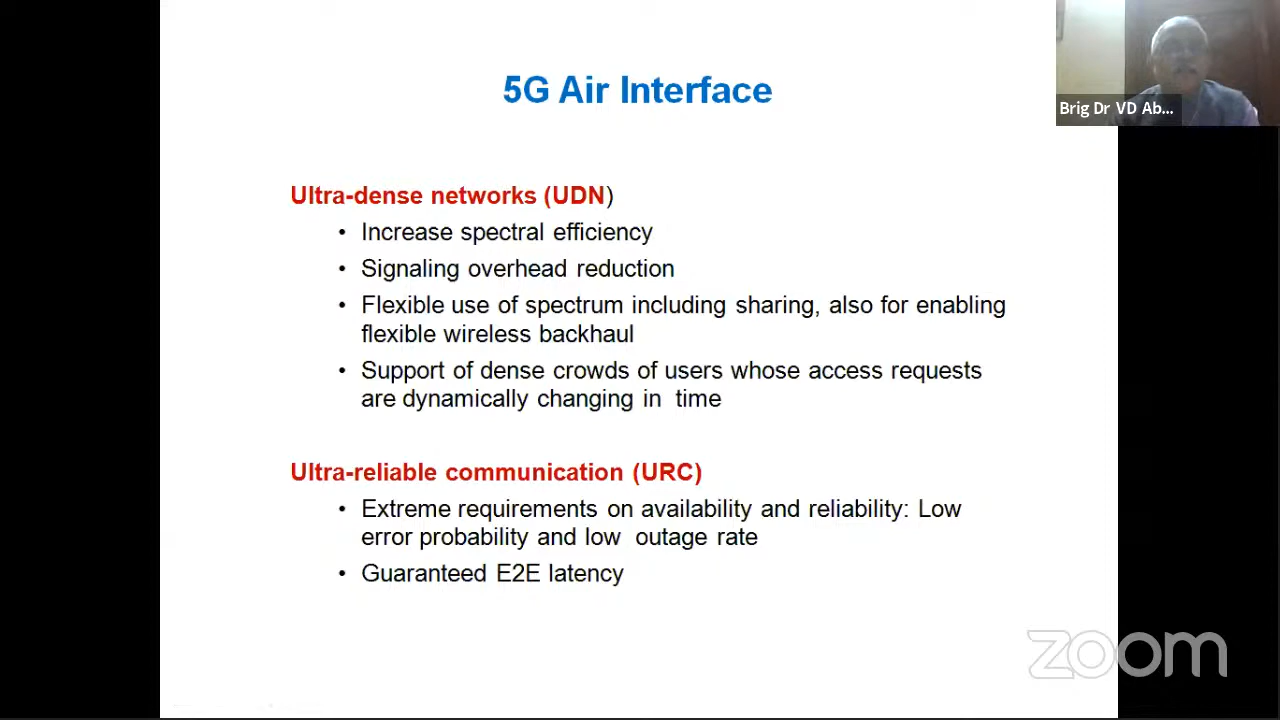 5G Air Interface
Brig Dr VD Ab...
Ultra-dense networks (UDN)
• Increase spectral efficiency
• Signaling overhead reduction
• Flexible use of spectrum including sharing, also for enabling
flexible wireless backhaul
• Support of dense crowds of users whose access requests
are dynamically changing in time
Ultra-reliable communication (URC)
• Extreme requirements on availability and reliability: Low
error probability and low outage rate
• Guaranteed E2E latency
zoom